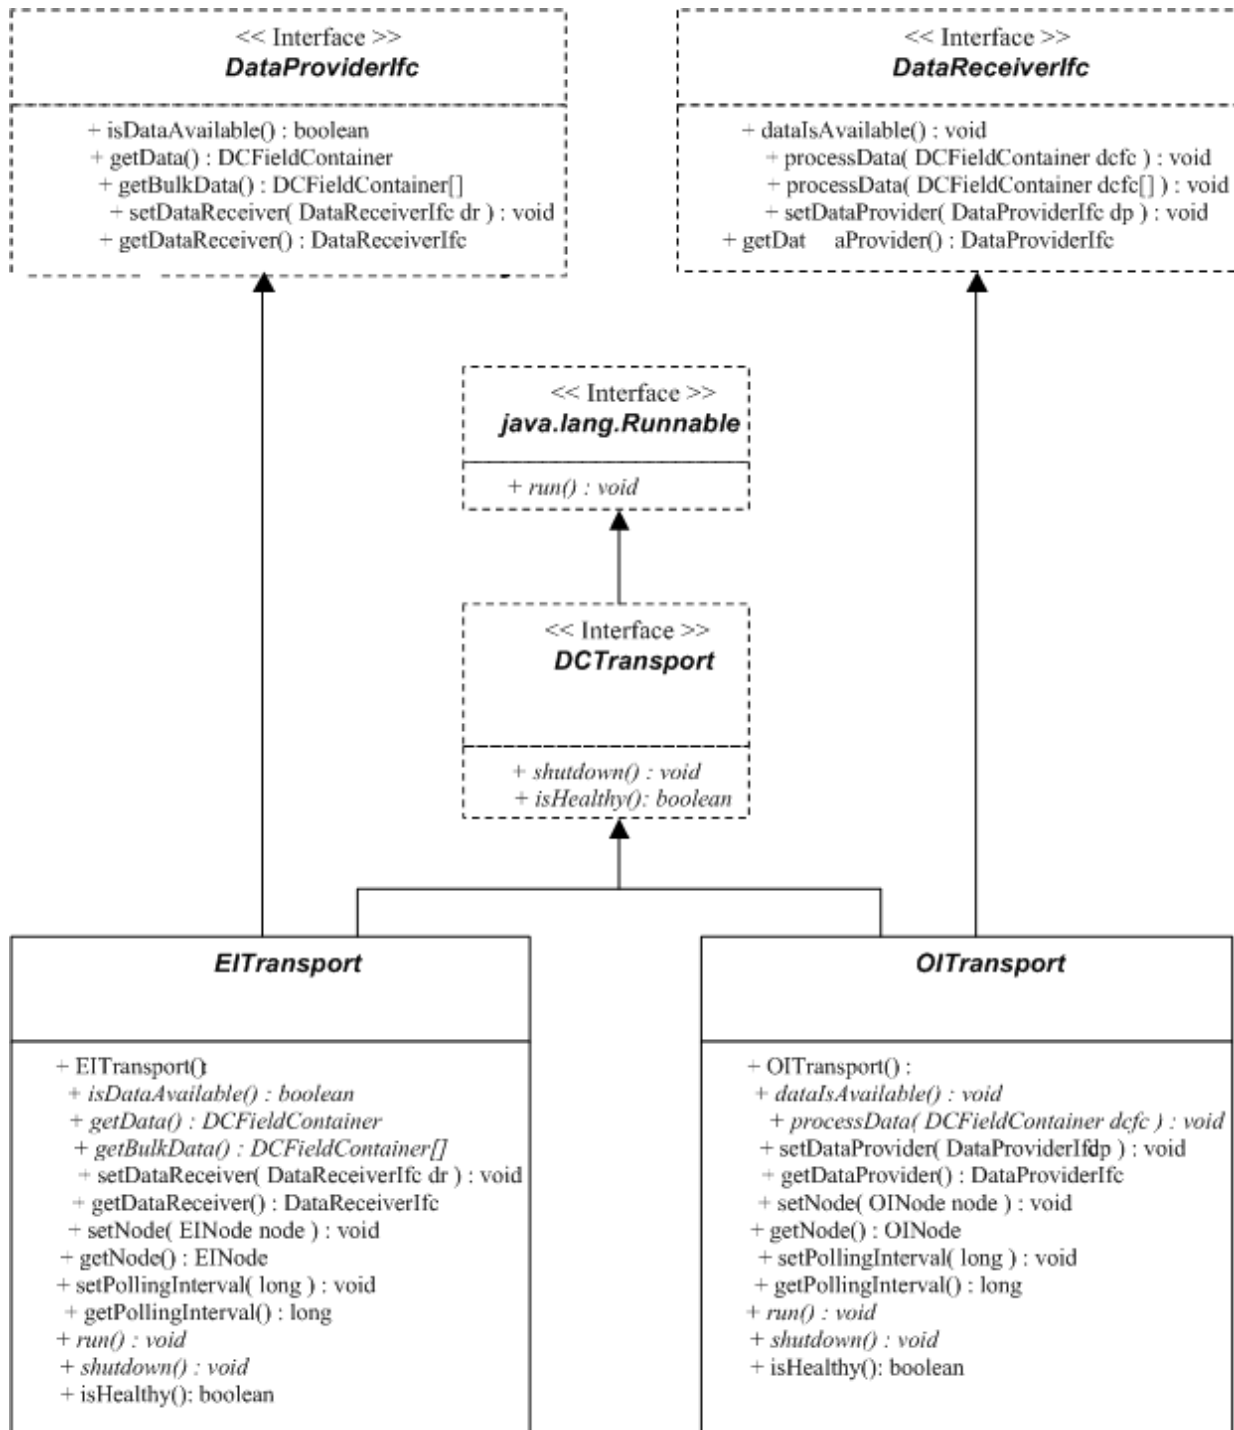 << Interface >>
DataProviderIfc
+ isDataAvailable() : boolean
+ getData() : DCFieldContainer
+ getBulkData() : DCFieldContainer[]
+ setDataReceiver( DataReceiverIfc dr ) : void
+ getDataReceiver() : DataReceiverIfc
<< Interface >>
DataReceiverIfc
+ dataIsAvailable() : void
+ processData( DCFieldContainer dcfc ) : void
+ processData( DCFieldContainer dcfc[] ) : void
+ setDataProvider( DataProviderIfc dp ) : void
+ getDat aProvider() : DataProviderIfc
<< Interface >>
java.lang.Runnable
+ run() : void
<< Interface >>
DCTransport
+ shutdown() : void
+ isHealthy(): boolean
EITransport
+ EITransport():
+ isDataAvailable() : boolean
+ getData() : DCFieldContainer
+ getBulkData() : DCFieldContainer[]
+ setDataReceiver( DataReceiverIfc dr ) : void
+ getDataReceiver() : DataReceiverIfc
+ setNode( EINode node ) : void
+ getNode() : EINode
+ setPollingInterval( long ) : void
+ getPollingInterval() : long
+ run() : void
+ shutdown() : void
+ isHealthy(): boolean
OITransport
+ OITransport() :
+ dataIsAvailable() : void
+ processData( DCFieldContainer dcfc ) : void
+ setDataProvider( DataProviderIfc dp ) : void
+ getDataProvider() : DataProviderIfc
+ setNode( OINode node ) : void
+ getNode() : OINode
+ setPollingInterval( long ) : void
+ getPollingInterval() : long
+ run() : void
+ shutdown() : void
+ isHealthy(): boolean